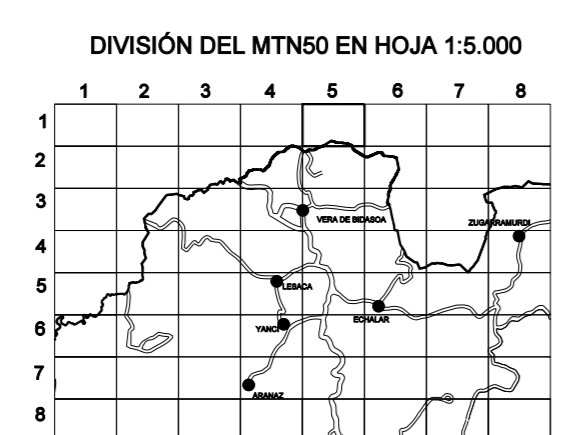 DIVISIÓN DEL MTN50 EN HOJA 1:5.000
1 2 3 4 5 6 7 8
1
2
3
VERA DE BIDASOA
ZUGARRAMURDI
4
5
LESACA
ECHALAR
6
YANCI
7
ARANAZ
8